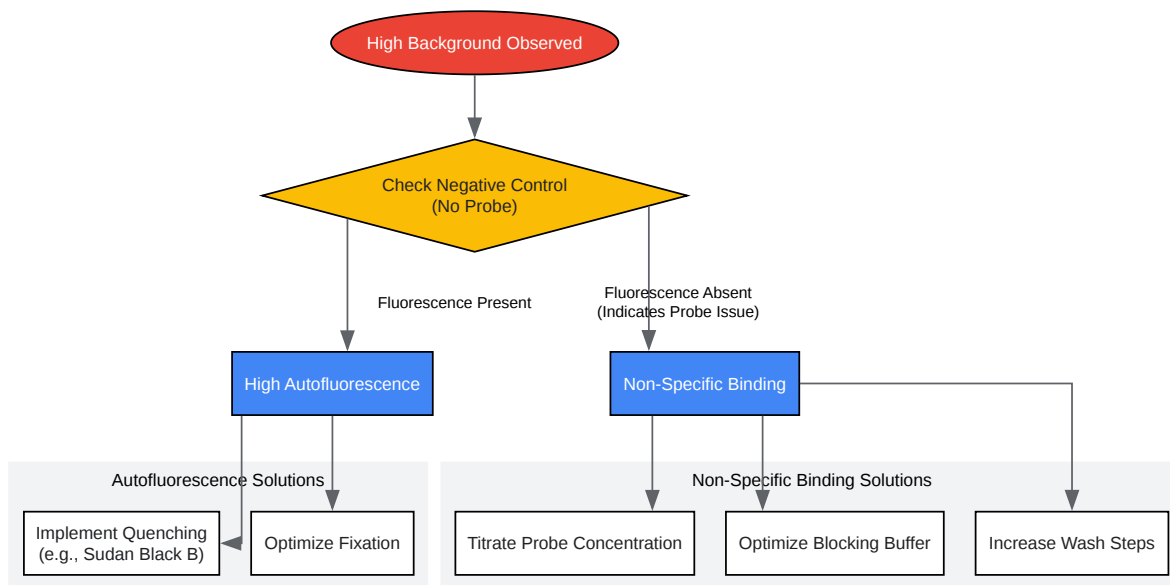 High Background Observed
Check Negative Control
(No Probe)
Fluorescence Present
Fluorescence Absent
(Indicates Probe Issue)
High Autofluorescence
Non-Specific Binding
Autofluorescence Solutions
Non-Specific Binding Solutions
Implement Quenching
(e.g., Sudan Black B)
Optimize Fixation
Titrate Probe Concentration
Optimize Blocking Buffer
Increase Wash Steps